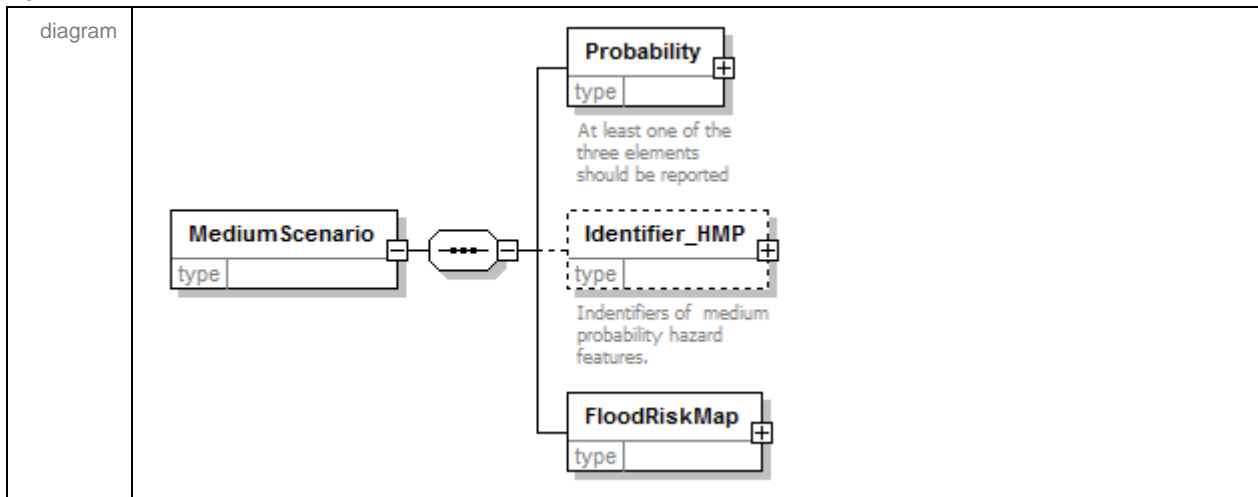 diagram
Probability
type
At least one of the
three elements
should be reported
MediumScenario
type
Identifier_HMP
type
Indentifiers of medium
probability hazard
features.
FloodRiskMap
type